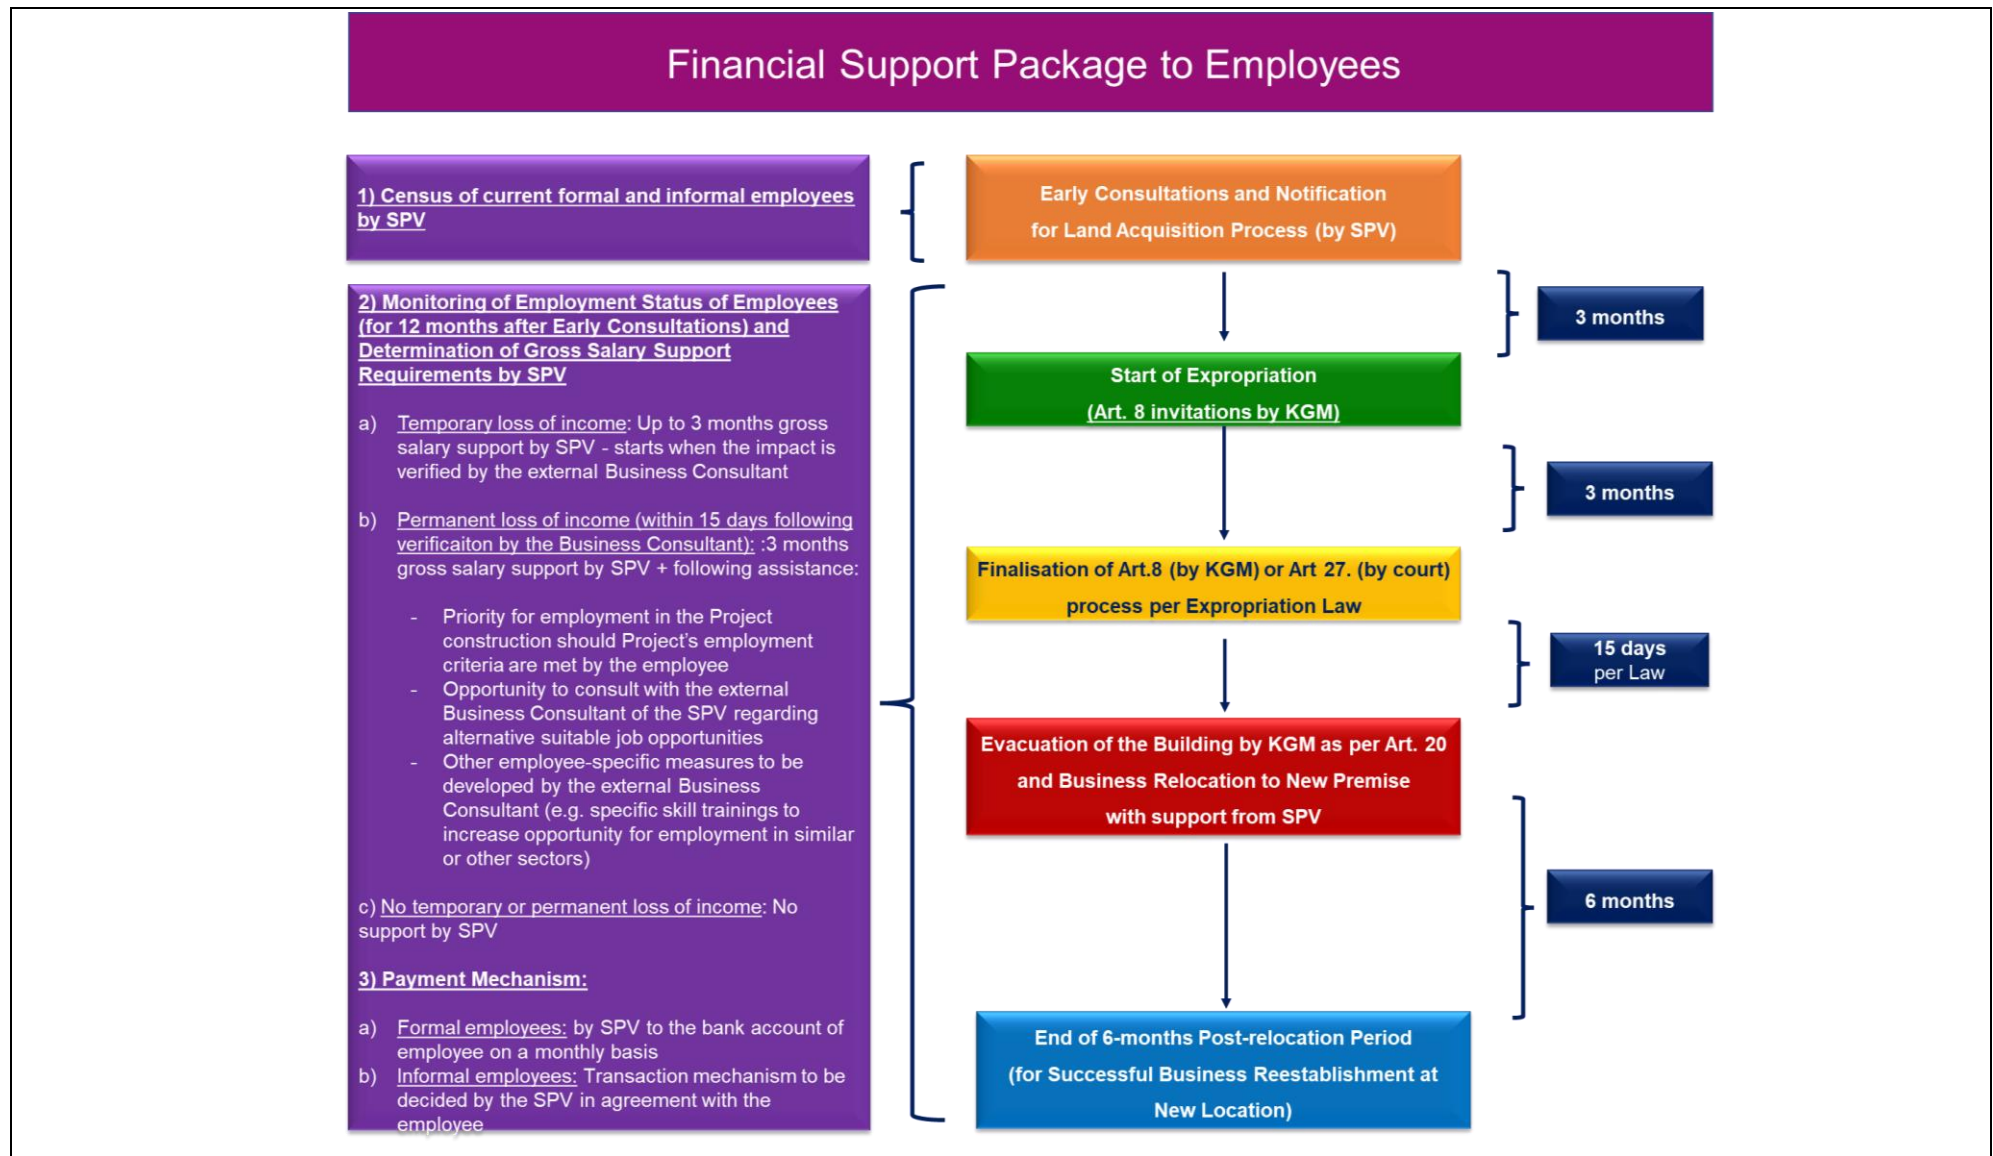 Financial Support Package to Employees
1) Census of current formal and informal employees
by SPV
2) Monitoring of Employment Status of Employees
(for 12 months after Early Consultations) and
Determination of Gross Salary Support
Requirements by SPV
a) Temporary loss of income: Up to 3 months gross
salary support by SPV - starts when the impact is
verified by the external Business Consultant
b) Permanent loss of income (within 15 days following
verificaiton by the Business Consultant): :3 months
gross salary support by SPV + following assistance:
- Priority for employment in the Project
construction should Project's employment
criteria are met by the employee
- Opportunity to consult with the external
Business Consultant of the SPV regarding
alternative suitable job opportunities
- Other employee-specific measures to be
developed by the external Business
Consultant (e.g. specific skill trainings to
increase opportunity for employment in similar
or other sectors)
c) No temporary or permanent loss of income: No
support by SPV
3) Payment Mechanism:
a) Formal employees: by SPV to the bank account of
employee on a monthly basis
b) Informal employees: Transaction mechanism to be
decided by the SPV in agreement with the
employee
Early Consultations and Notification
for Land Acquisition Process (by SPV)
3 months
Start of Expropriation
(Art. 8 invitations by KGM)
3 months
Finalisation of Art.8 (by KGM) or Art 27. (by court)
process per Expropriation Law
15 days
per Law
Evacuation of the Building by KGM as per Art. 20
and Business Relocation to New Premise
with support from SPV
6 months
End of 6-months Post-relocation Period
(for Successful Business Reestablishment at
New Location)